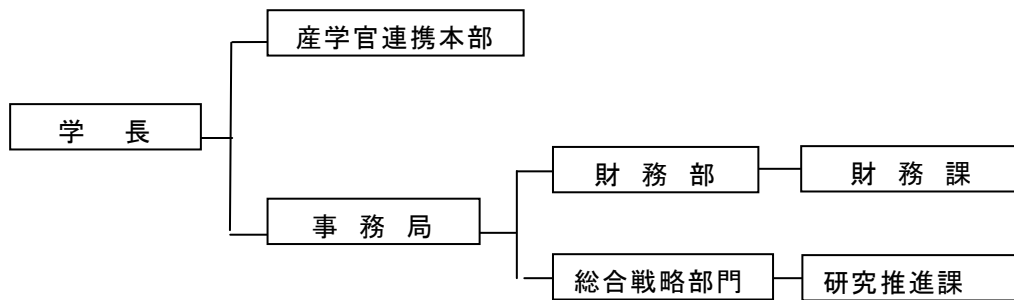 産学官連携本部
学 長
財 務 部
財 務 課
事 務 局
総合戦略部門
研究推進課